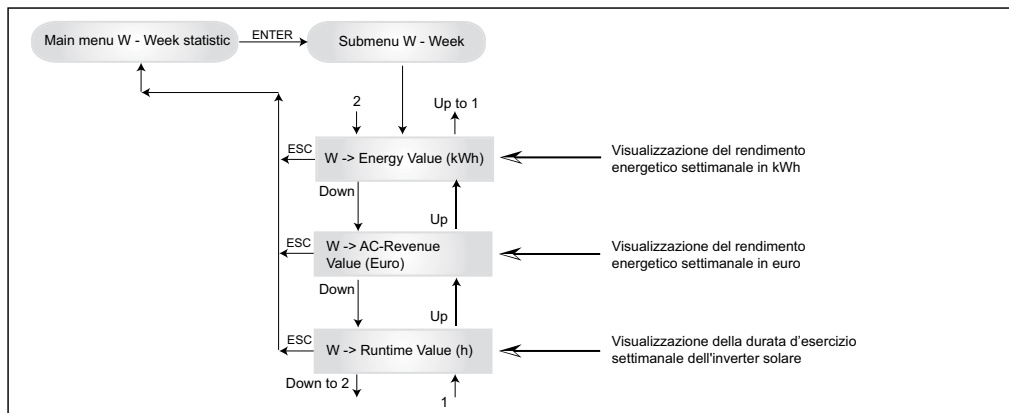 Main menu W - Week statistic
ENTER
Submenu W - Week
2
Up to 1
ESC
W -> Energy Value (kWh)
Visualizzazione del rendimento
energetico settimanale in kWh
Down
Up
ESC
W -> AC-Revenue
Value (Euro)
Visualizzazione del rendimento
energetico settimanale in euro
Down
Up
ESC
W -> Runtime Value (h)
Visualizzazione della durata d'esercizio
settimanale dell'inverter solare
Down to 2
1